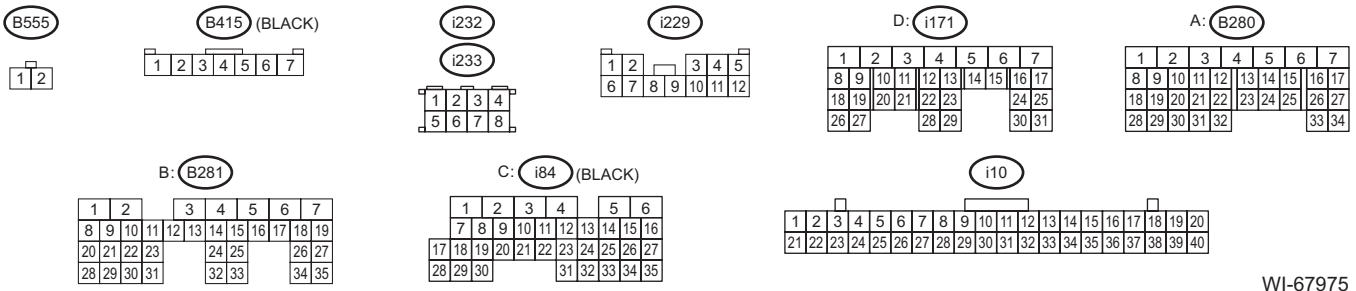 B555
1 2
B415 (BLACK)
1 2 3 4 5 6 7
i232
i233
1 2 3 4
5 6 7 8
i229
1 2 3 4 5
6 7 8 9 10 11 12
D: i171
1 2 3 4 5 6 7
8 9 10 11 12 13 14 15 16 17
18 19 20 21 22 23 24 25
26 27 28 29 30 31
A: B280
1 2 3 4 5 6 7
8 9 10 11 12 13 14 15 16 17
18 19 20 21 22 23 24 25 26 27
28 29 30 31 32 33 34
B: B281
1 2 3 4 5 6 7
8 9 10 11 12 13 14 15 16 17 18 19
20 21 22 23 24 25 26 27
28 29 30 31 32 33 34 35
C: i84 (BLACK)
1 2 3 4 5 6
7 8 9 10 11 12 13 14 15 16
17 18 19 20 21 22 23 24 25 26 27
28 29 30 31 32 33 34 35
i10
1 2 3 4 5 6 7 8 9 10 11 12 13 14 15 16 17 18 19 20
21 22 23 24 25 26 27 28 29 30 31 32 33 34 35 36 37 38 39 40
WI-67975